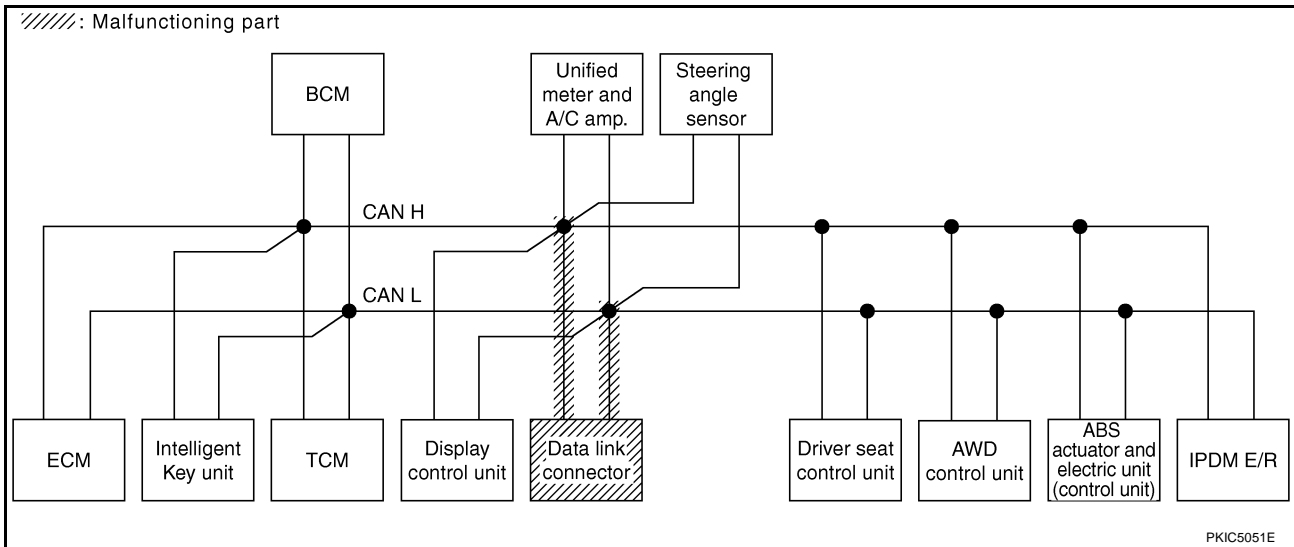 : Malfunctioning part
BCM
Unified
meter and
A/C amp.
Steering
angle
sensor
CAN H
CAN L
ECM
Intelligent
Key unit
TCM
Display
control unit
Data link
connector
Driver seat
control unit
AWD
control unit
ABS
actuator and
electric unit
(control unit)
IPDM E/R
PKIC5051E